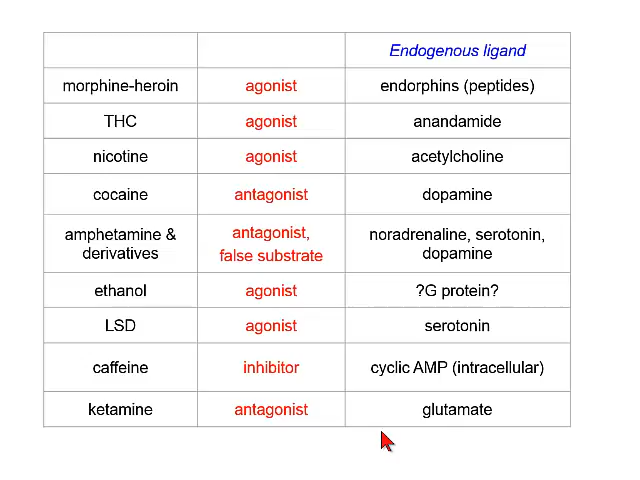 Endogenous ligand
morphine-heroin agonist endorphins (peptides)
THC agonist anandamide
nicotine agonist acetylcholine
cocaine antagonist dopamine
amphetamine & antagonist, noradrenaline, serotonin,
derivatives false substrate dopamine
ethanol agonist ?G protein?
LSD agonist serotonin
caffeine inhibitor cyclic AMP (intracellular)
ketamine antagonist glutamate